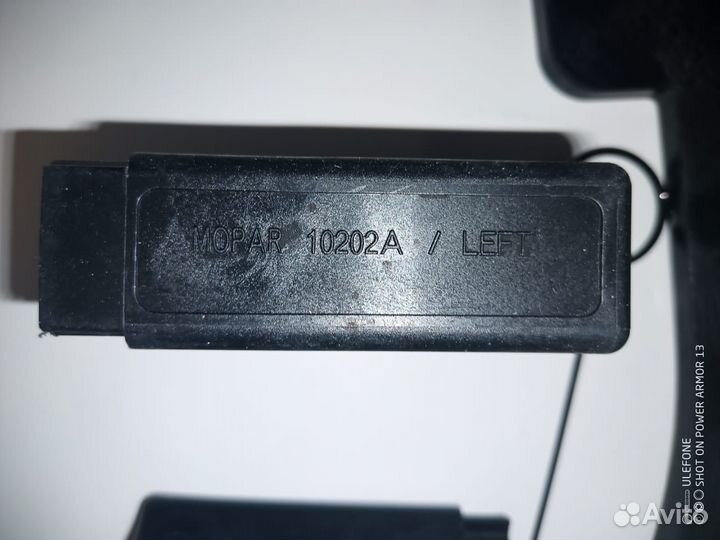 MOPAR 10202A / LEFT
ULEFONE
SHOT ON POWER ARMOR 13
Avito